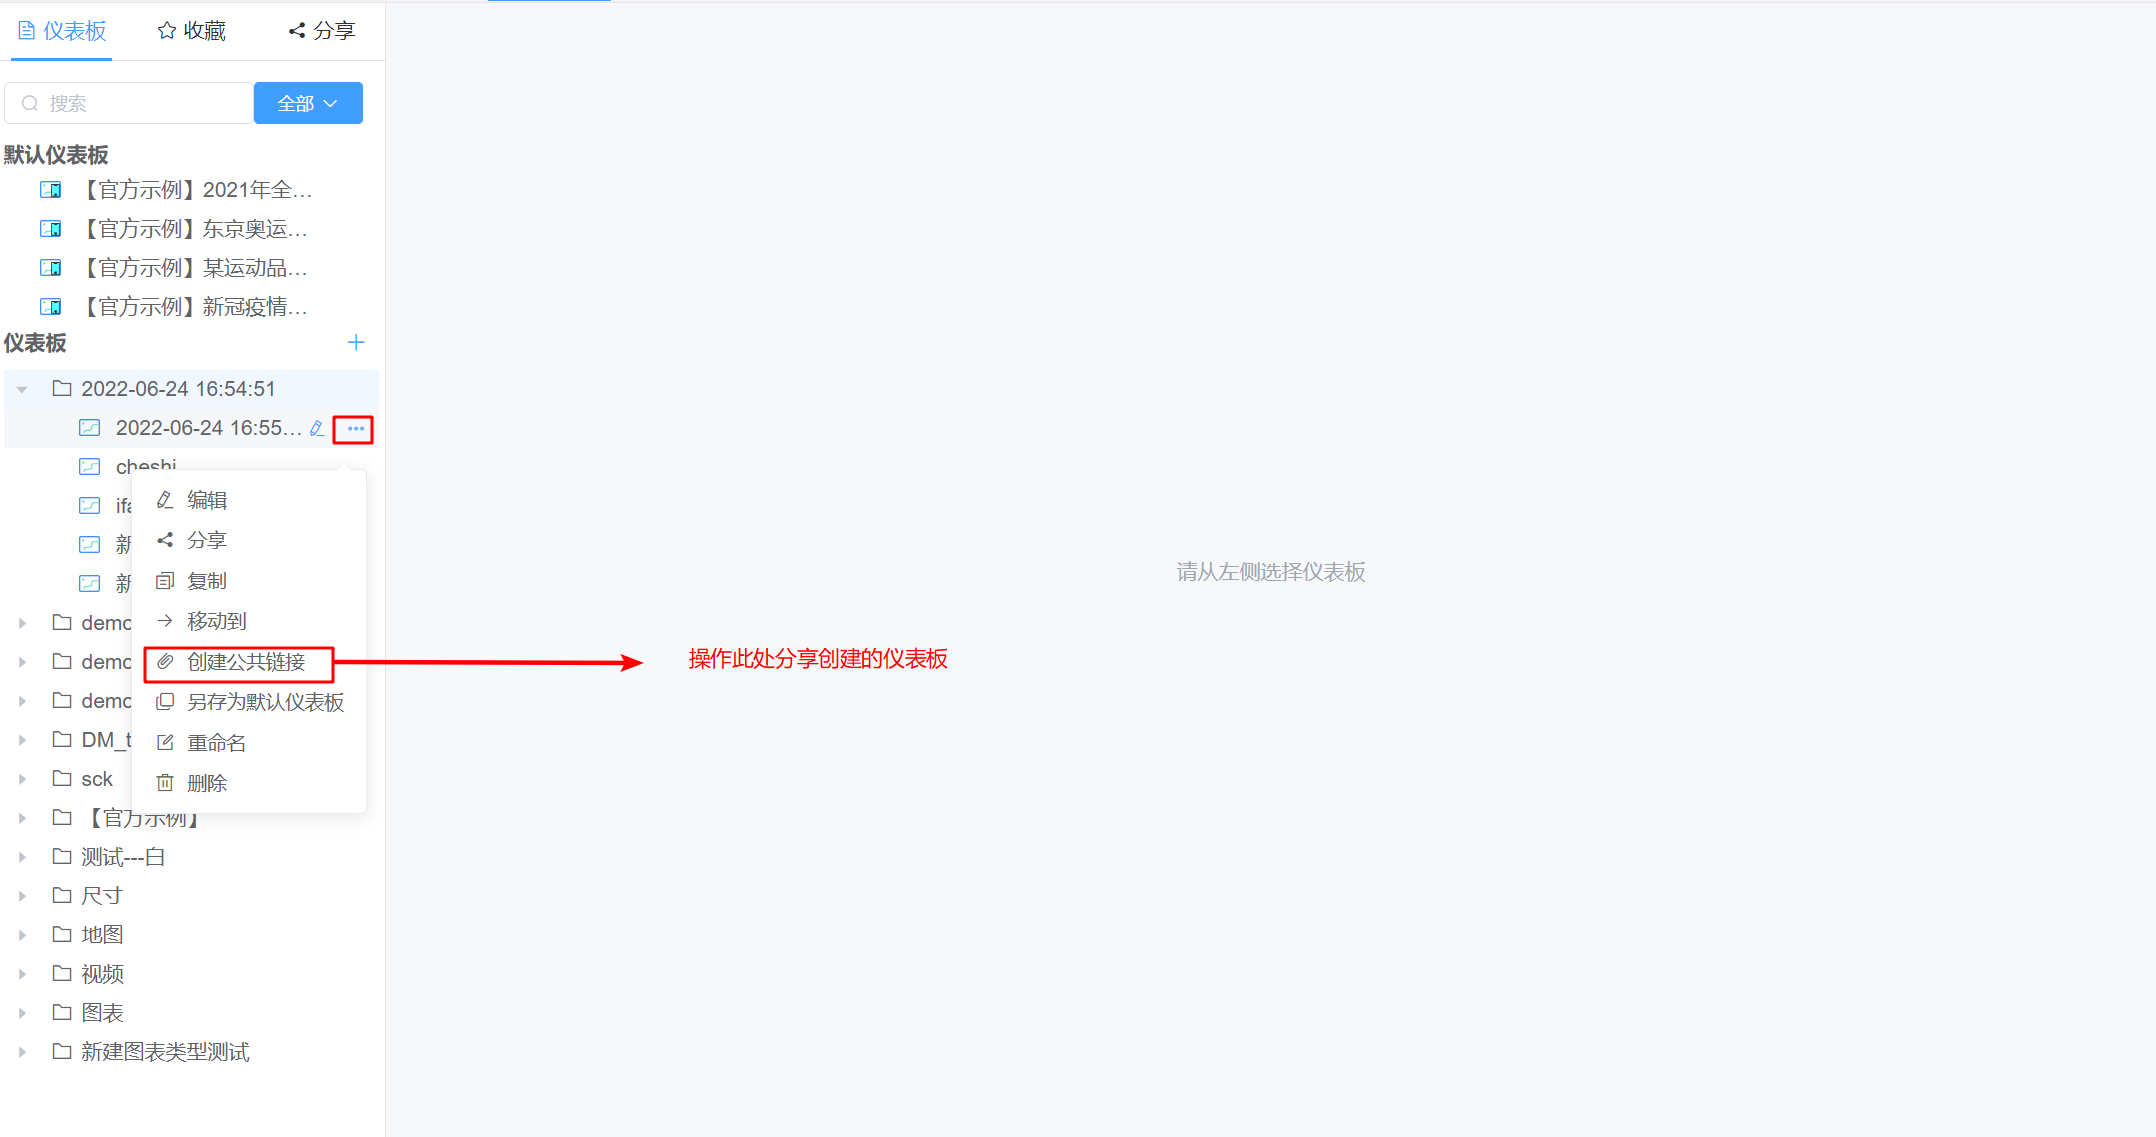 仪表板 收藏 分享
搜索 全部
默认仪表板
【官方示例】2021年全...
【官方示例】东京奥运...
【官方示例】某运动品...
【官方示例】新冠疫情...
仪表板
2022-06-24 16:54:51
2022-06-24 16:55...
cheshi
编辑
分享
复制
移动到
创建公共链接
另存为默认仪表板
重命名
删除
ifa
新
新
demo
demo
demo
DM_t
sck
【官方示例】
测试---白
尺寸
地图
视频
图表
新建图表类型测试
请从左侧选择仪表板
操作此处分享创建的仪表板